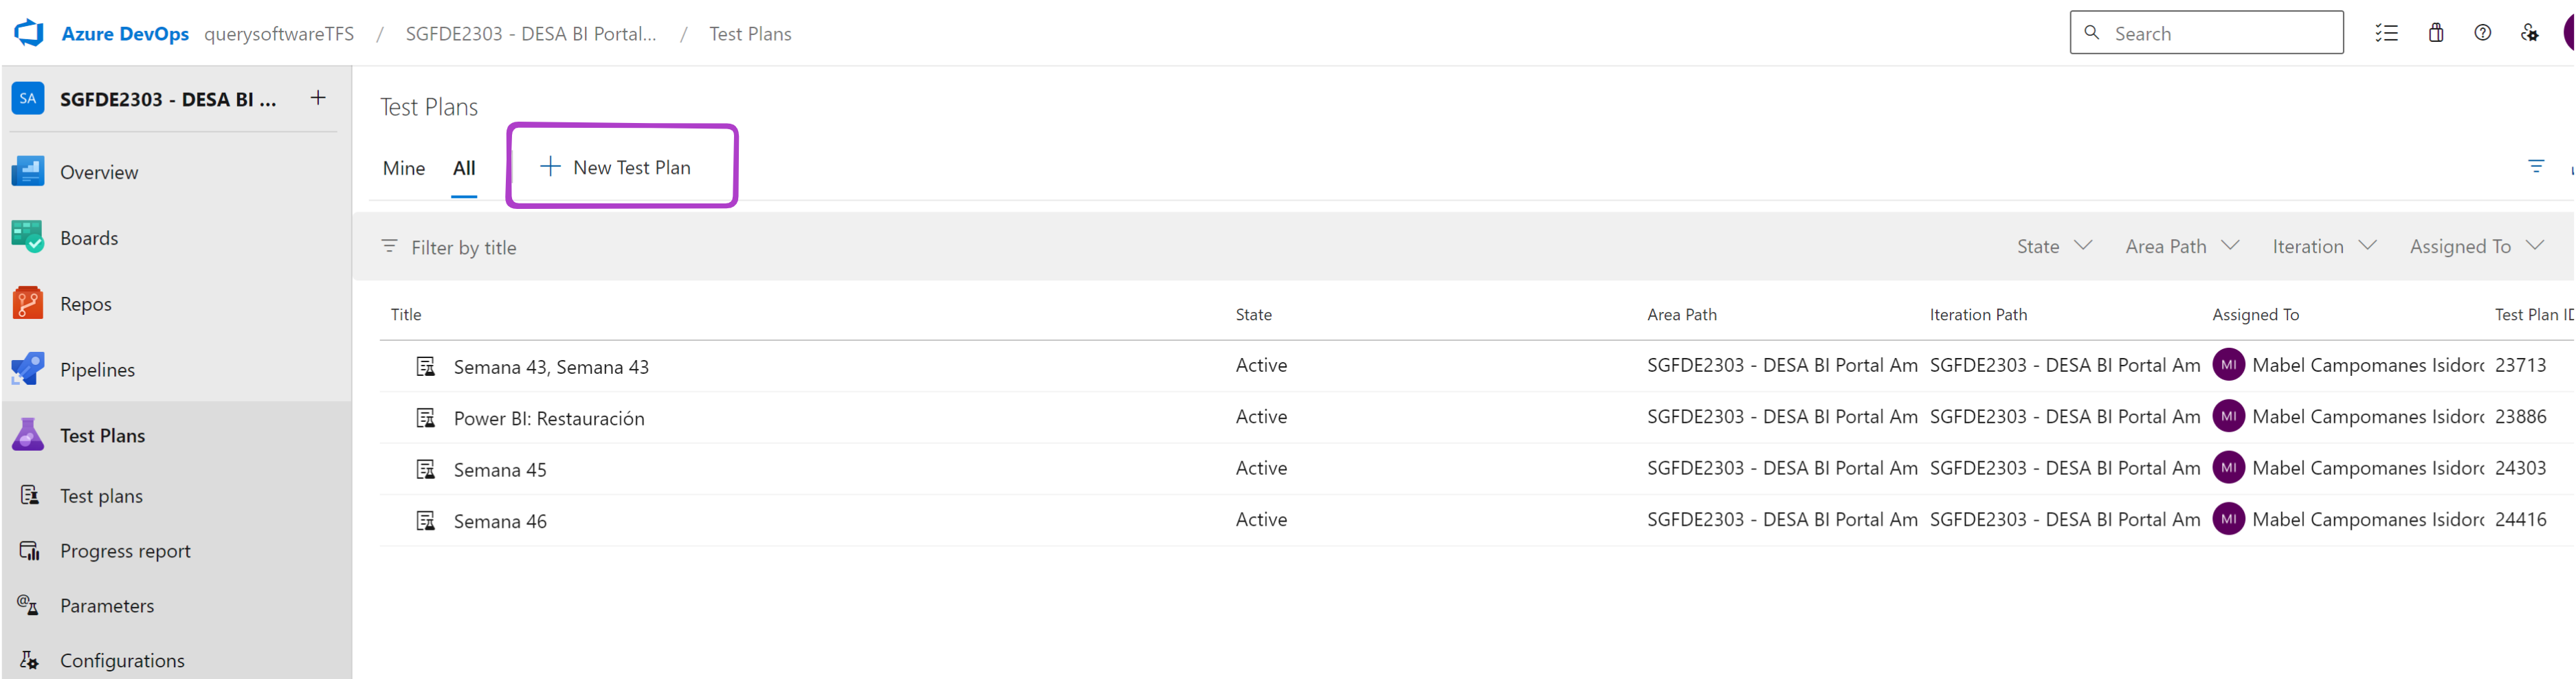 Azure DevOps querysoftwareTFS / SGFDE2303 - DESA BI Portal... / Test Plans
Search
SA SGFDE2303 - DESA BI ...
Overview
Boards
Repos
Pipelines
Test Plans
Test plans
Progress report
Parameters
Configurations
Test Plans
Mine All New Test Plan
Filter by title State Area Path Iteration Assigned To
Title State Area Path Iteration Path Assigned To Test Plan ID
Semana 43, Semana 43 Active SGFDE2303 - DESA BI Portal Am SGFDE2303 - DESA BI Portal Am MI Mabel Campomanes Isidoro 23713
Power BI: Restauración Active SGFDE2303 - DESA BI Portal Am SGFDE2303 - DESA BI Portal Am MI Mabel Campomanes Isidoro 23886
Semana 45 Active SGFDE2303 - DESA BI Portal Am SGFDE2303 - DESA BI Portal Am MI Mabel Campomanes Isidoro 24303
Semana 46 Active SGFDE2303 - DESA BI Portal Am SGFDE2303 - DESA BI Portal Am MI Mabel Campomanes Isidoro 24416